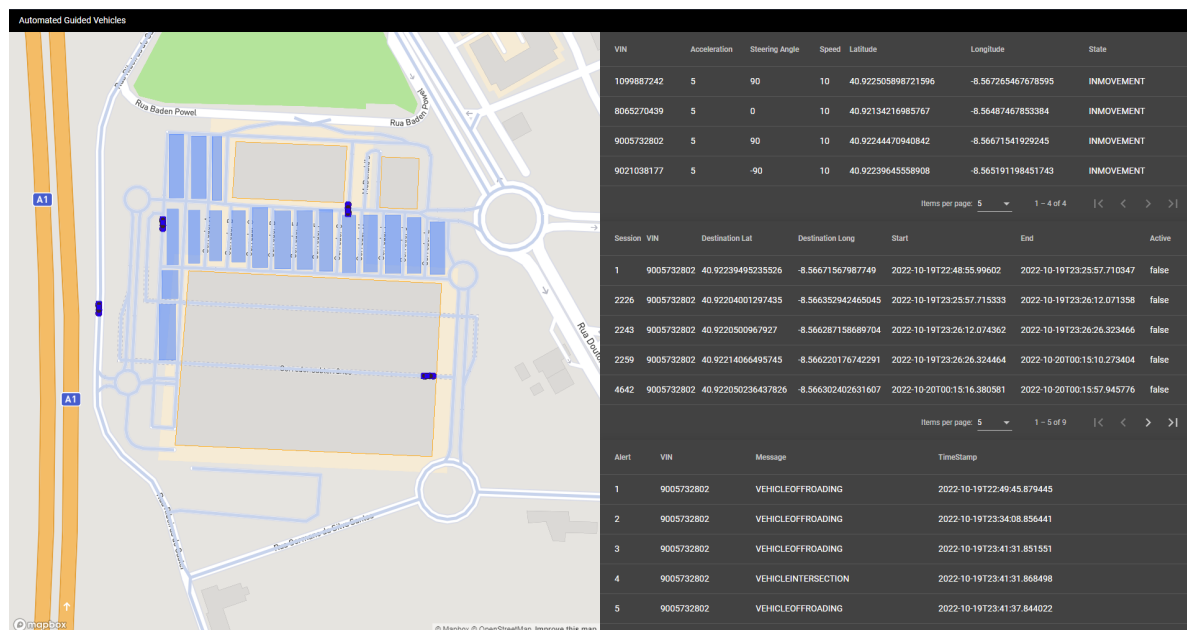 Automated Guided Vehicles
Rua Baden Powel
Rua Baden Powel
A1
A1
mapbox
© Mapbox © OpenStreetMap Improve this map
VIN Acceleration Steering Angle Speed Latitude Longitude State
1099887242 5 90 10 40.922505898721596 -8.567265467678595 INMOVEMENT
8065270439 5 0 10 40.92134216985767 -8.56487467853384 INMOVEMENT
9005732802 5 90 10 40.92244470940842 -8.56671541929245 INMOVEMENT
9021038177 5 -90 10 40.92239645558908 -8.565191198451743 INMOVEMENT
Items per page: 5 1 – 4 of 4
Session VIN Destination Lat Destination Long Start End Active
1 9005732802 40.92239495235526 -8.56671567987749 2022-10-19T22:48:55.99602 2022-10-19T23:25:57.710347 false
2226 9005732802 40.92204001297435 -8.566352942465045 2022-10-19T23:25:57.715333 2022-10-19T23:26:12.071358 false
2243 9005732802 40.9220500967927 -8.566287158689704 2022-10-19T23:26:12.074362 2022-10-19T23:26:26.323466 false
2259 9005732802 40.92214066495745 -8.566220176742291 2022-10-19T23:26:26.324464 2022-10-20T00:15:10.273404 false
4642 9005732802 40.922050236437826 -8.566302402631607 2022-10-20T00:15:16.380581 2022-10-20T00:15:57.945776 false
Items per page: 5 1 – 5 of 9
Alert VIN Message TimeStamp
1 9005732802 VEHICLEOFFROADING 2022-10-19T22:49:45.879445
2 9005732802 VEHICLEOFFROADING 2022-10-19T23:34:08.856441
3 9005732802 VEHICLEOFFROADING 2022-10-19T23:41:31.851551
4 9005732802 VEHICLEINTERSECTION 2022-10-19T23:41:31.868498
5 9005732802 VEHICLEOFFROADING 2022-10-19T23:41:37.844022